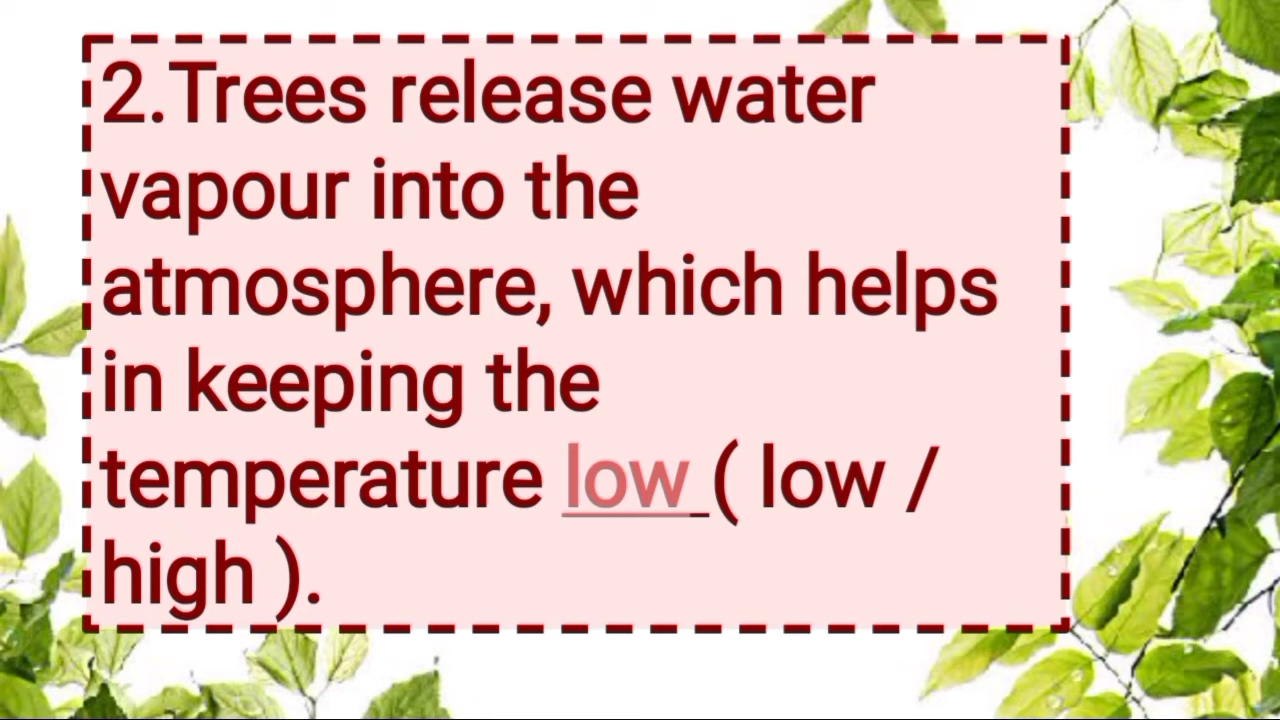 2.Trees release water
vapour into the
atmosphere, which helps
in keeping the
temperature low ( low /
high ).